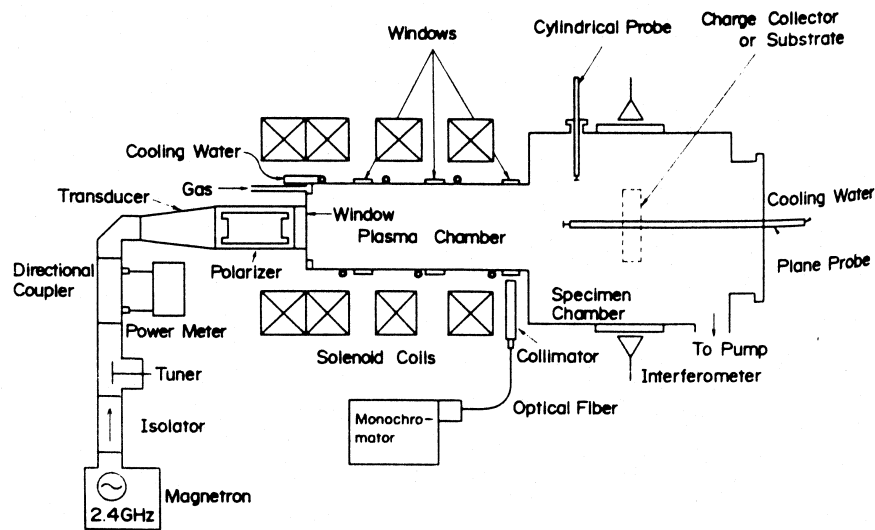 Windows
Cylindrical Probe
Charge Collector
or Substrate
Cooling Water
Gas
Transducer
Window
Plasma Chamber
Cooling Water
Plane Probe
Polarizer
Directional
Coupler
Power Meter
Solenoid Coils
Specimen
Chamber
Collimator
To Pump
Interferometer
Tuner
Optical Fiber
Isolator
Monochro-
mator
Magnetron
2.4GHz